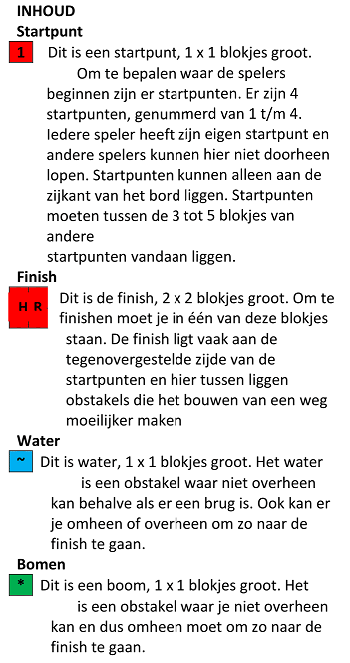 INHOUD
Startpunt
1 Dit is een startpunt, 1 x 1 blokjes groot.
Om te bepalen waar de spelers
beginnen zijn er startpunten. Er zijn 4
startpunten, genummerd van 1 t/m 4.
Iedere speler heeft zijn eigen startpunt en
andere spelers kunnen hier niet doorheen
lopen. Startpunten kunnen alleen aan de
zijkant van het bord liggen. Startpunten
moeten tussen de 3 tot 5 blokjes van
andere
startpunten vandaan liggen.
Finish
H R Dit is de finish, 2 x 2 blokjes groot. Om te
finishen moet je in één van deze blokjes
staan. De finish ligt vaak aan de
tegenovergestelde zijde van de
startpunten en hier tussen liggen
obstakels die het bouwen van een weg
moeilijker maken
Water
~ Dit is water, 1 x 1 blokjes groot. Het water
is een obstakel waar niet overheen
kan behalve als er een brug is. Ook kan er
je omheen of overheen om zo naar de
finish te gaan.
Bomen
* Dit is een boom, 1 x 1 blokjes groot. Het
is een obstakel waar je niet overheen
kan en dus omheen moet om zo naar de
finish te gaan.